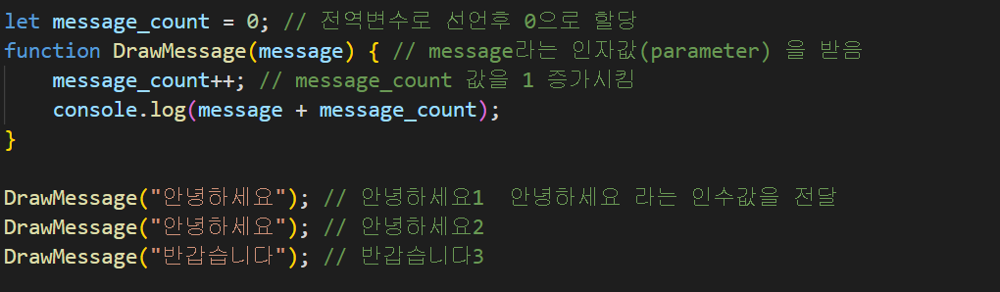 let message_count = 0; // 전역변수로 선언후 0으로 할당
function DrawMessage(message) { // message라는 인자값(parameter) 을 받음
    message_count++; // message_count 값을 1 증가시킴
    console.log(message + message_count);
}

DrawMessage("안녕하세요"); // 안녕하세요1  안녕하세요 라는 인수값을 전달
DrawMessage("안녕하세요"); // 안녕하세요2
DrawMessage("반갑습니다"); // 반갑습니다3